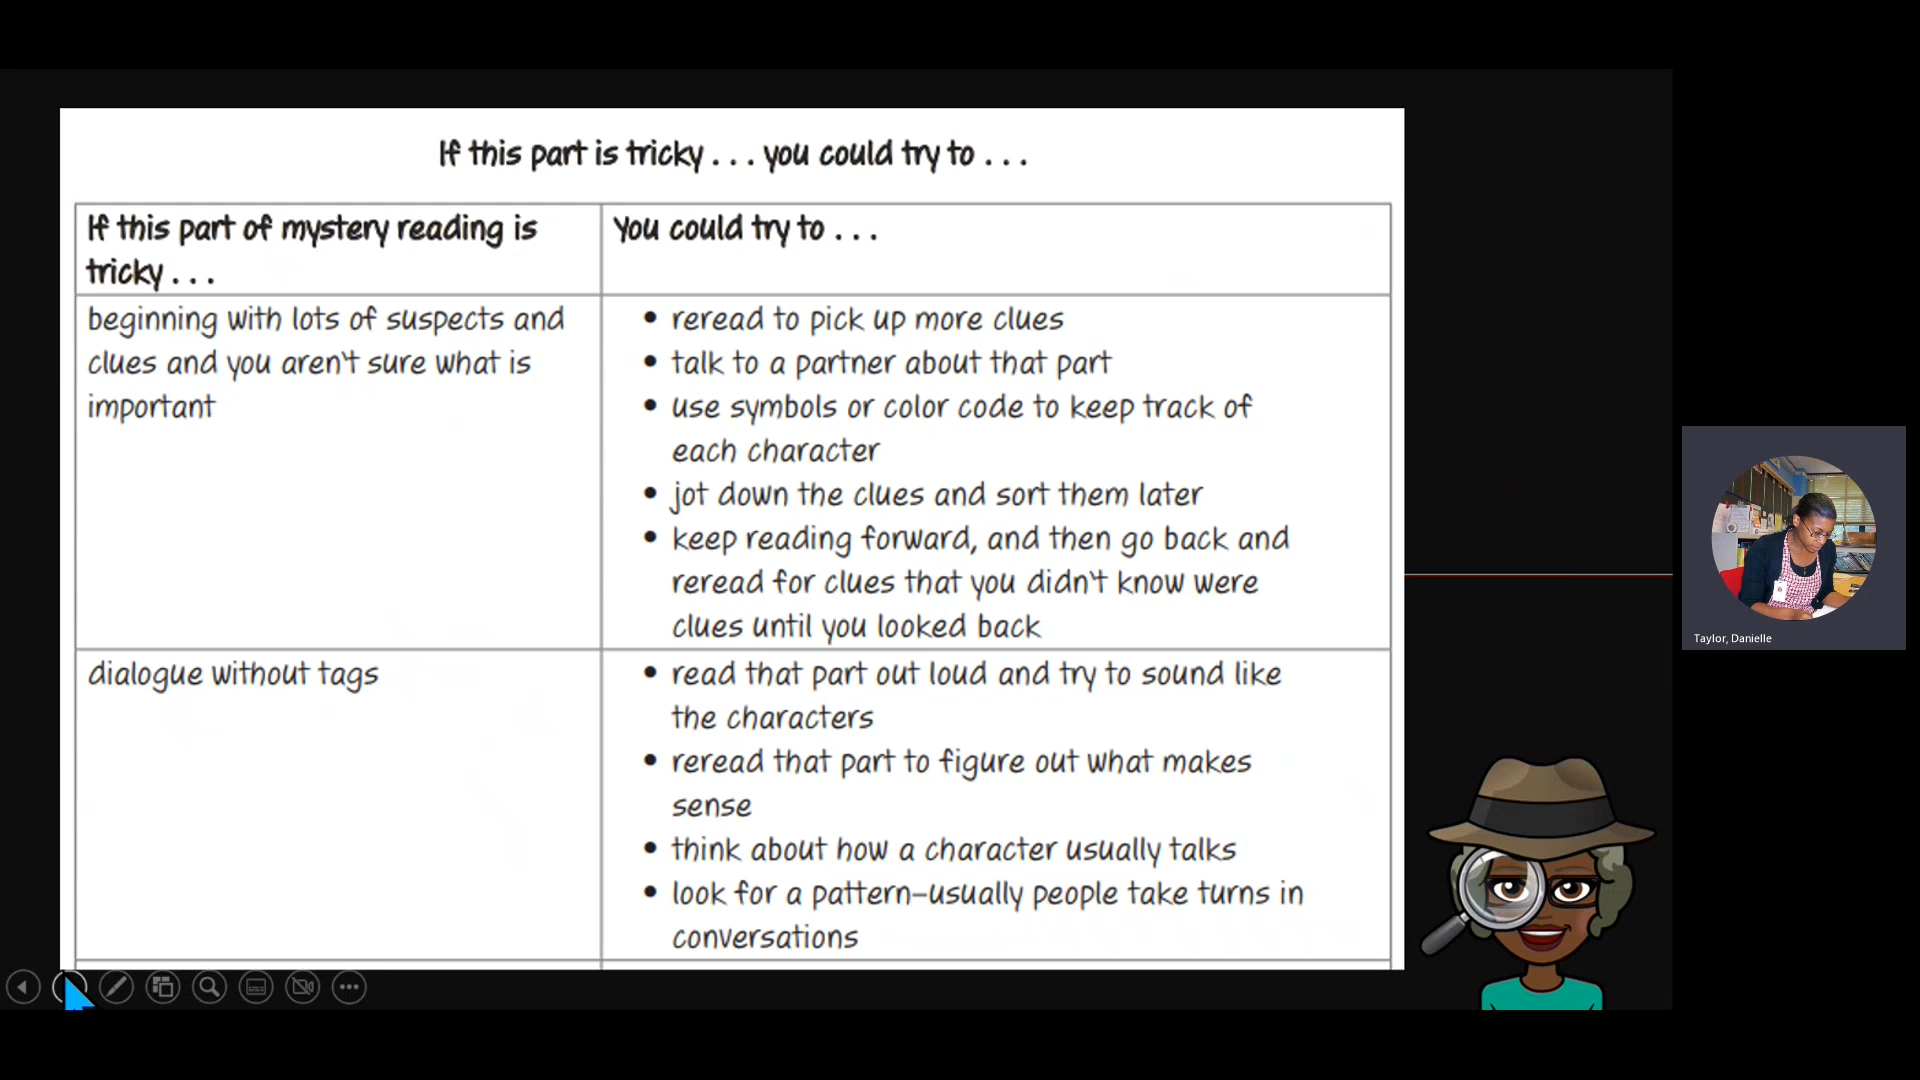 If this part is tricky . . . you could try to . . .
If this part of mystery reading is
tricky . . .
You could try to . . .
beginning with lots of suspects and
clues and you aren't sure what is
important
• reread to pick up more clues
• talk to a partner about that part
• use symbols or color code to keep track of
each character
• jot down the clues and sort them later
• keep reading forward, and then go back and
reread for clues that you didn't know were
clues until you looked back
dialogue without tags
• read that part out loud and try to sound like
the characters
• reread that part to figure out what makes
sense
• think about how a character usually talks
• look for a pattern–usually people take turns in
conversations
Taylor, Danielle